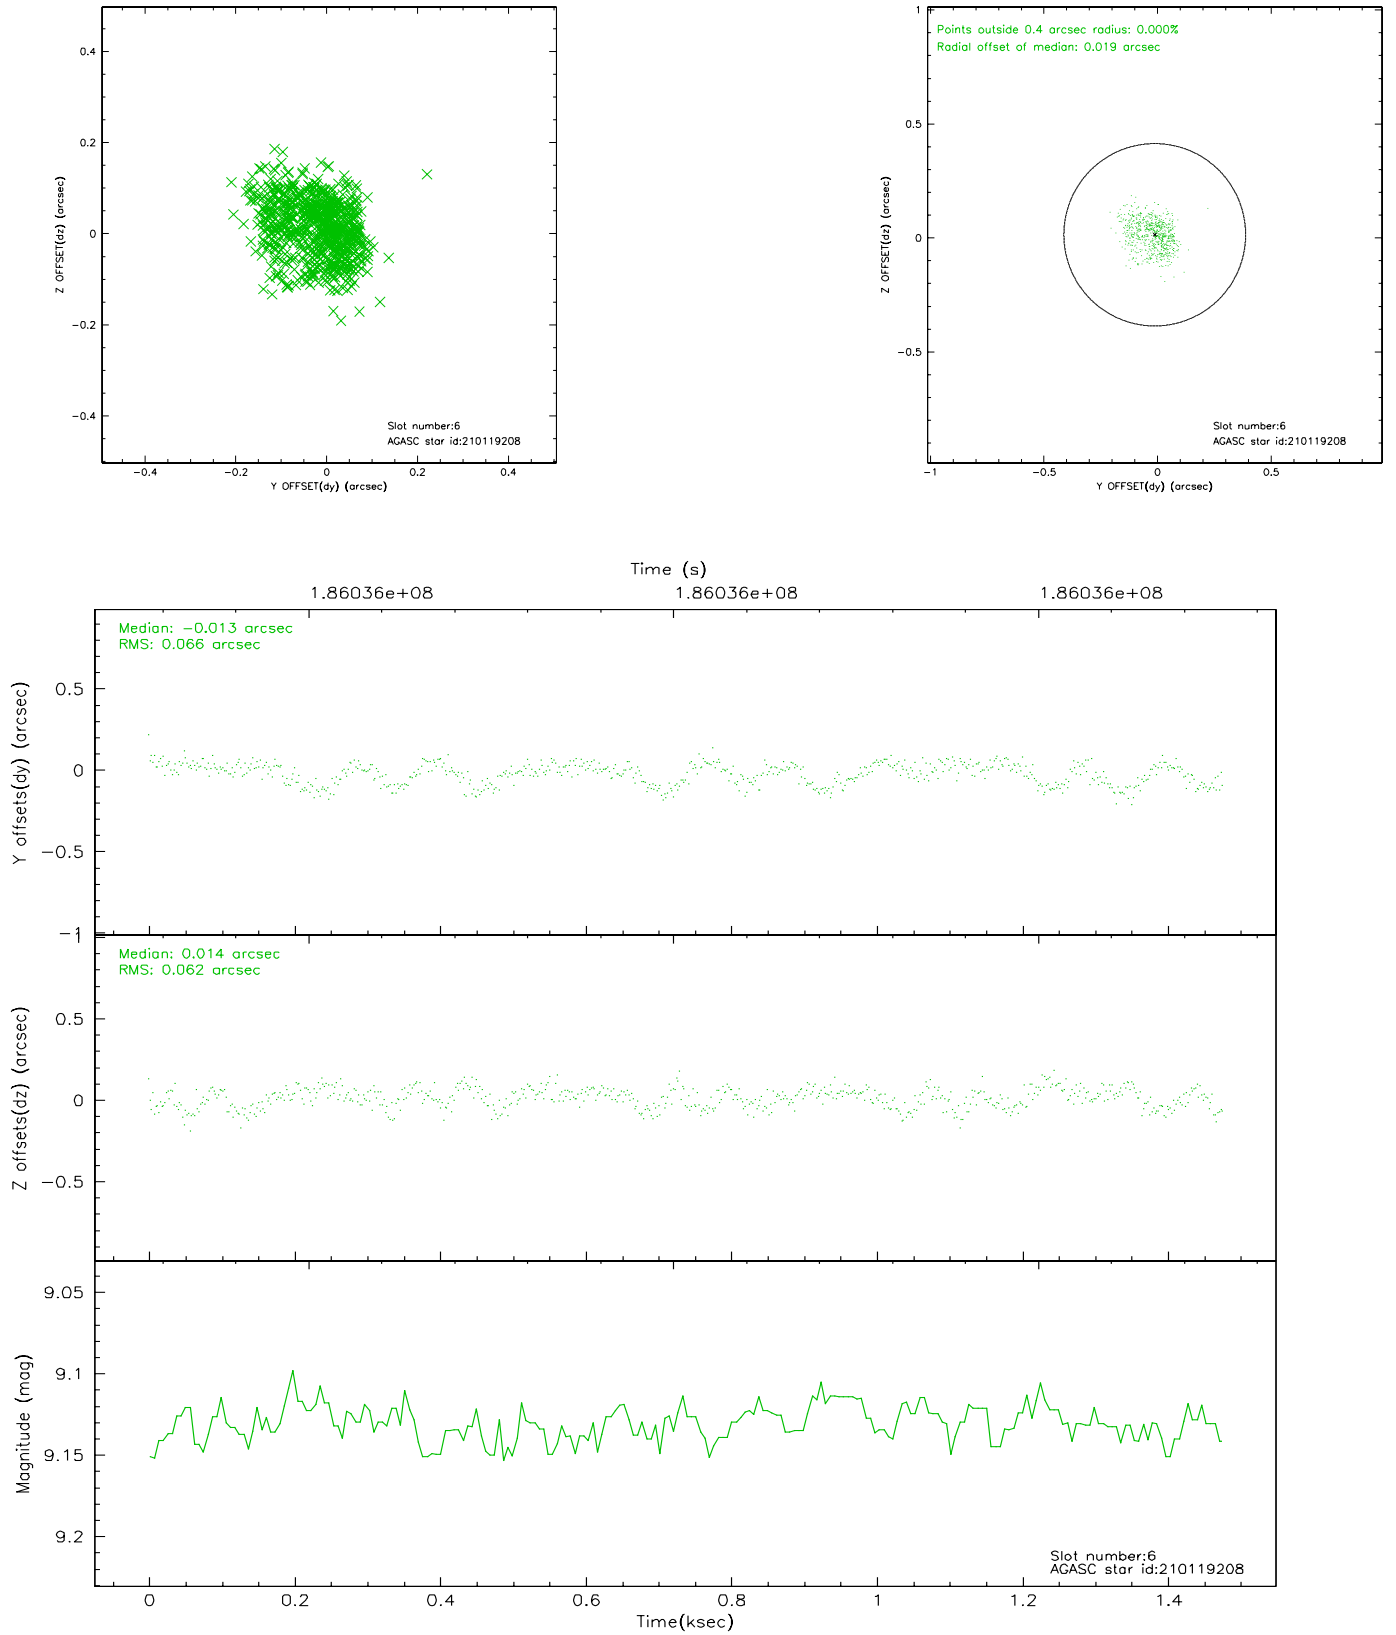 0.4
0.2
0
−0.2
−0.4
Z OFFSET(dz) (arcsec)
Slot number:6
AGASC star id:210119208
−0.4 −0.2 0 0.2 0.4
Y OFFSET(dy) (arcsec)
1
0.5
0
−0.5
Z OFFSET(dz) (arcsec)
Points outside 0.4 arcsec radius: 0.000%
Radial offset of median: 0.019 arcsec
Slot number:6
AGASC star id:210119208
−1 −0.5 0 0.5
Y OFFSET(dy) (arcsec)
Time (s)
1.86036e+08 1.86036e+08 1.86036e+08
Median: −0.013 arcsec
RMS: 0.066 arcsec
0.5
0
−0.5
−1
Y offsets(dy) (arcsec)
Median: 0.014 arcsec
RMS: 0.062 arcsec
1
0.5
0
−0.5
Z offsets(dz) (arcsec)
9.05
9.1
9.15
9.2
Magnitude (mag)
Slot number:6
AGASC star id:210119208
0 0.2 0.4 0.6 0.8 1 1.2 1.4
Time(ksec)